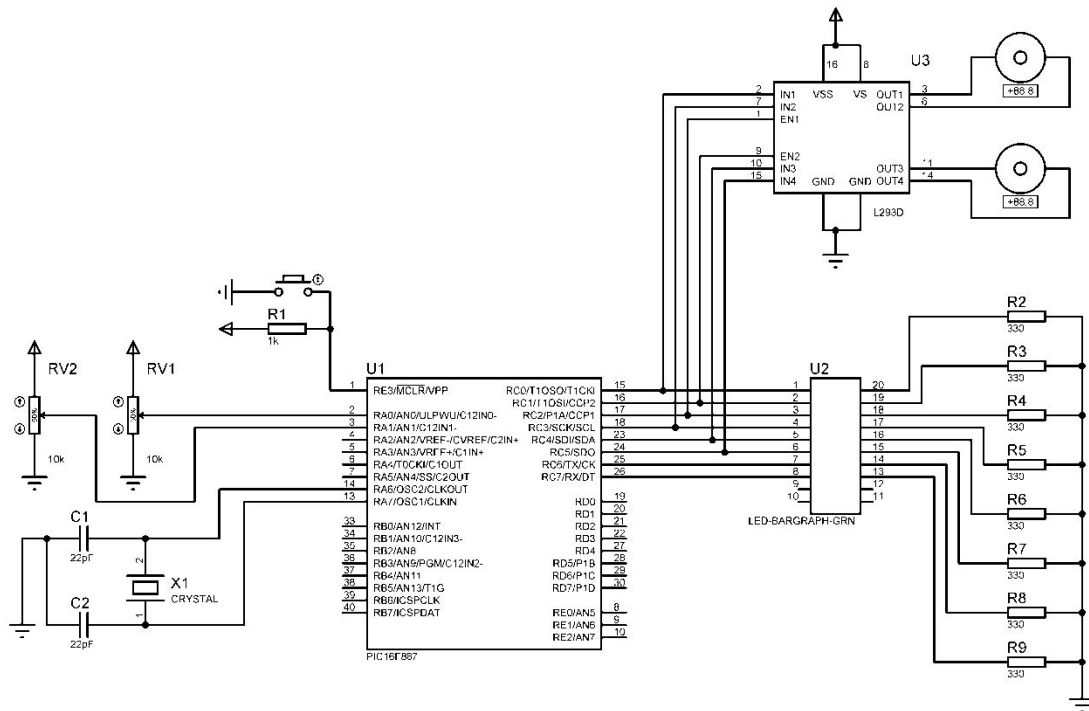 U3
16
8
VSS
VS
2
IN1
OUT1
3
7
IN2
OUT2
6
1
EN1
+88.8
9
EN2
10
IN3
OUT3
11
15
IN4
GND
GND
OUT4
14
+88.8
L293D
R1
1k
RV2
RV1
50%
50%
10k
10k
U1
1
RE3/MCLR/VPP
RC0/T1OSO/T1CKI
15
RC1/T1OSI/CCP2
16
2
RA0/AN0/ULPWU/C12IN0-
RC2/P1A/CCP1
17
3
RA1/AN1/C12IN1-
RC3/SCK/SCL
18
4
RA2/AN2/VREF-/CVREF/C2IN+
RC4/SDI/SDA
23
5
RA3/AN3/VREF+/C1IN+
RC5/SDO
24
6
RA4/T0CKI/C1OUT
RC6/TX/CK
25
7
RA5/AN4/SS/C2OUT
RC7/RX/DT
26
14
RA6/OSC2/CLKOUT
13
RA7/OSC1/CLKIN
RD0
19
RD1
20
33
RB0/AN12/INT
RD2
21
34
RB1/AN10/C12IN3-
RD3
22
35
RB2/AN8
RD4
27
36
RB3/AN9/PGM/C12IN2-
RD5/P1B
28
37
RB4/AN11
RD6/P1C
29
38
RB5/AN13/T1G
RD7/P1D
30
39
RB6/ICSPCLK
40
RB7/ICSPDAT
RE0/AN5
8
RE1/AN6
9
RE2/AN7
10
PIC16F887
C1
22pF
C2
22pF
2
1
X1
CRYSTAL
U2
1
20
2
19
3
18
4
17
5
16
6
15
7
14
8
13
9
12
10
11
LED-BARGRAPH-GRN
R2
330
R3
330
R4
330
R5
330
R6
330
R7
330
R8
330
R9
330